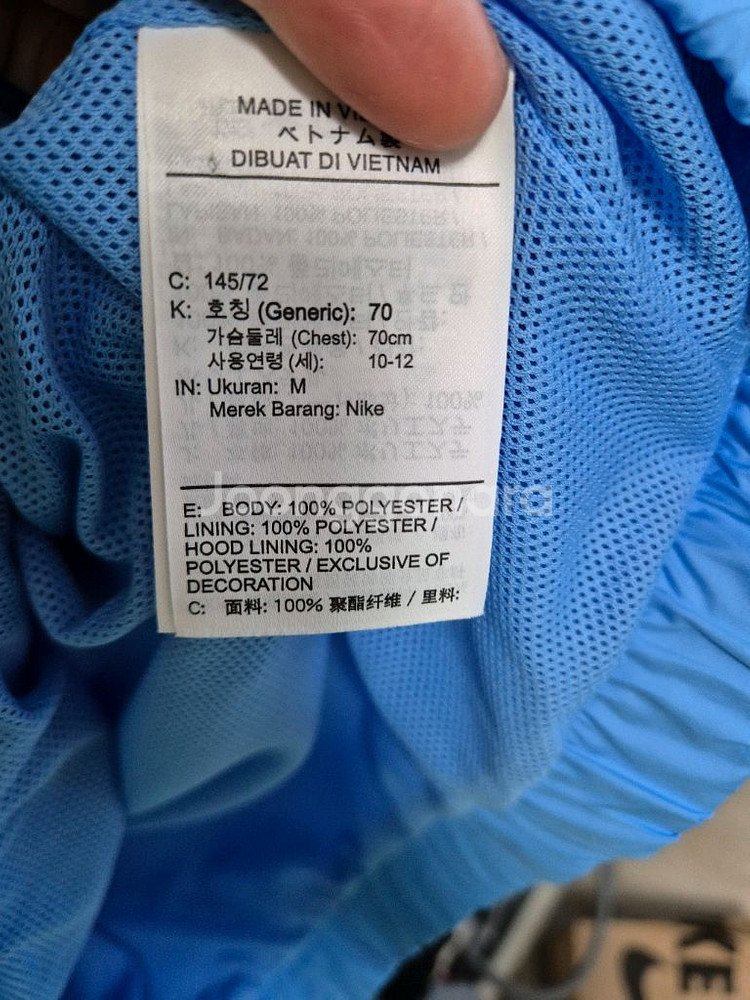 MADE IN
ベトナム製
DIBUAT DI VIETNAM
C: 145/72
K: 호칭 (Generic): 70
가슴둘레 (Chest): 70cm
사용연령 (세): 10-12
IN: Ukuran: M
Merek Barang: Nike
Joonggonara
E: BODY: 100% POLYESTER /
LINING: 100% POLYESTER /
HOOD LINING: 100%
POLYESTER / EXCLUSIVE OF
DECORATION
C: 面料: 100% 聚酯纤维 / 里料: